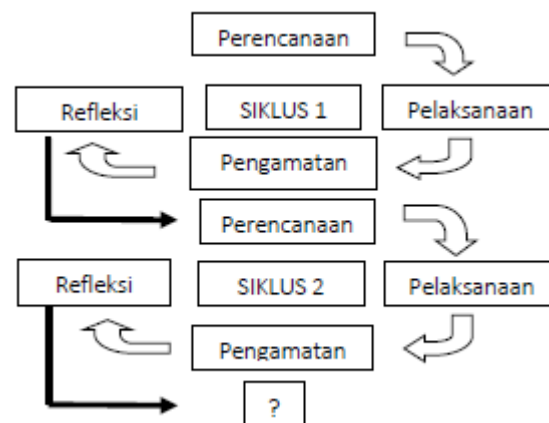 Perencanaan
Refleksi
SIKLUS 1
Pelaksanaan
Pengamatan
Perencanaan
Refleksi
SIKLUS 2
Pelaksanaan
Pengamatan
?